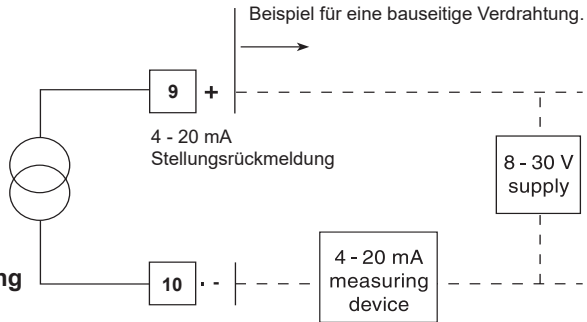 Beispiel für eine bauseitige Verdrahtung.
9 +
4 - 20 mA
Stellungsrückmeldung
8 - 30 V
supply
ng
10 . -
4 - 20 mA
measuring
device